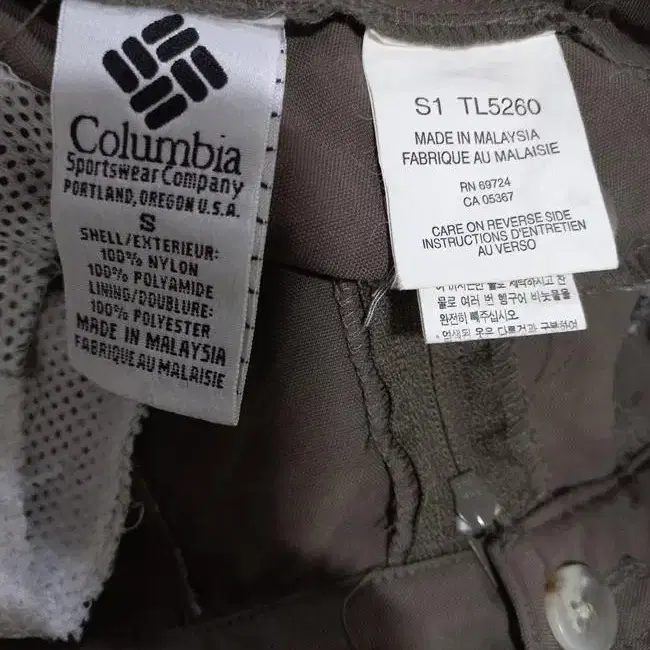 Columbia
Sportswear Company
PORTLAND, OREGON U.S.A.
S
SHELL/EXTERIEUR:
100% NYLON
100% POLYAMIDE
LINING/DOUBLURE:
100% POLYESTER
MADE IN MALAYSIA
FABRIQUE AU MALAISIE
S1 TL5260
MADE IN MALAYSIA
FABRIQUE AU MALAISIE
RN 69724
CA 05367
CARE ON REVERSE SIDE
INSTRUCTIONS D'ENTRETIEN
AU VERSO
물로 여러 번 헹구어 비눗물을
완전히 빼주십시오